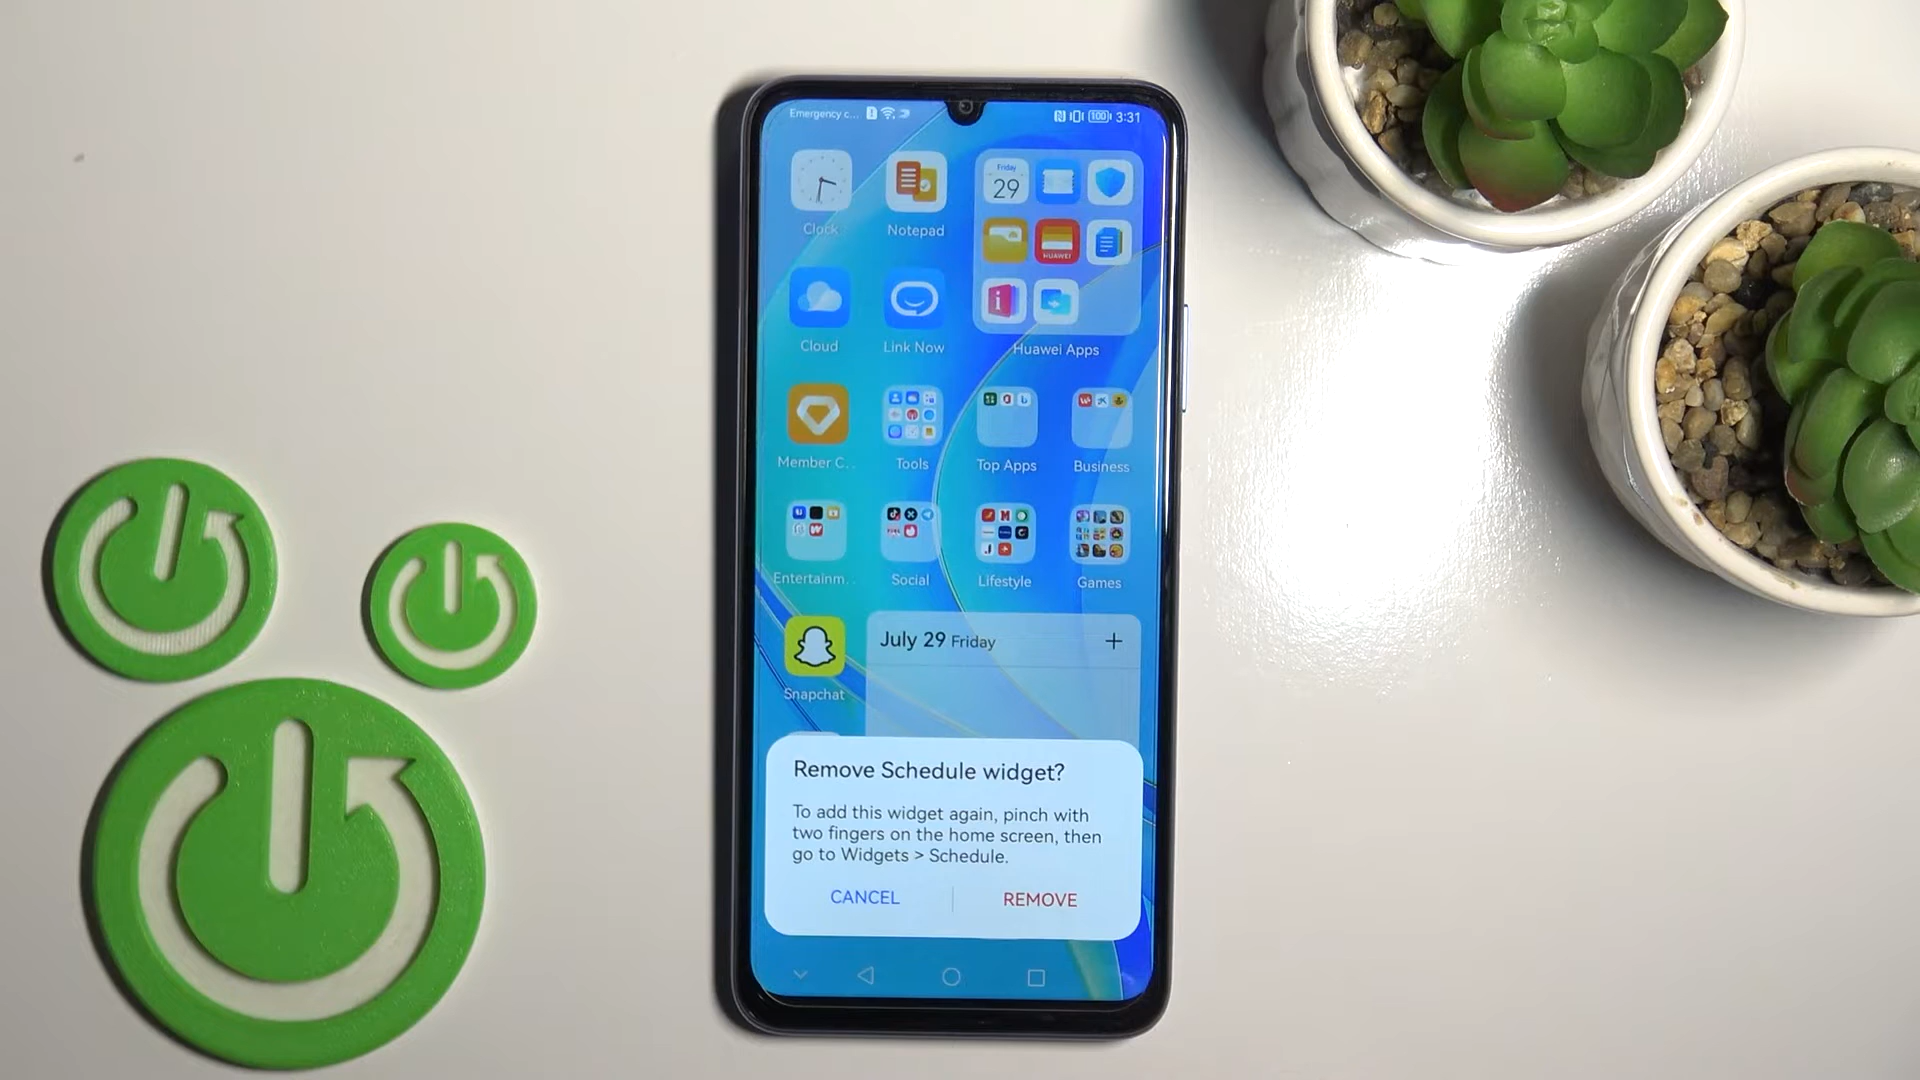 Emergency c...
100 3:31
Friday
29
HUAWEI
Clock
Notepad
Cloud
Link Now
Huawei Apps
Member C...
Tools
Top Apps
Business
Entertainm...
Social
Lifestyle
Games
Snapchat
July 29 Friday +
Remove Schedule widget?
To add this widget again, pinch with
two fingers on the home screen, then
go to Widgets > Schedule.
CANCEL
REMOVE